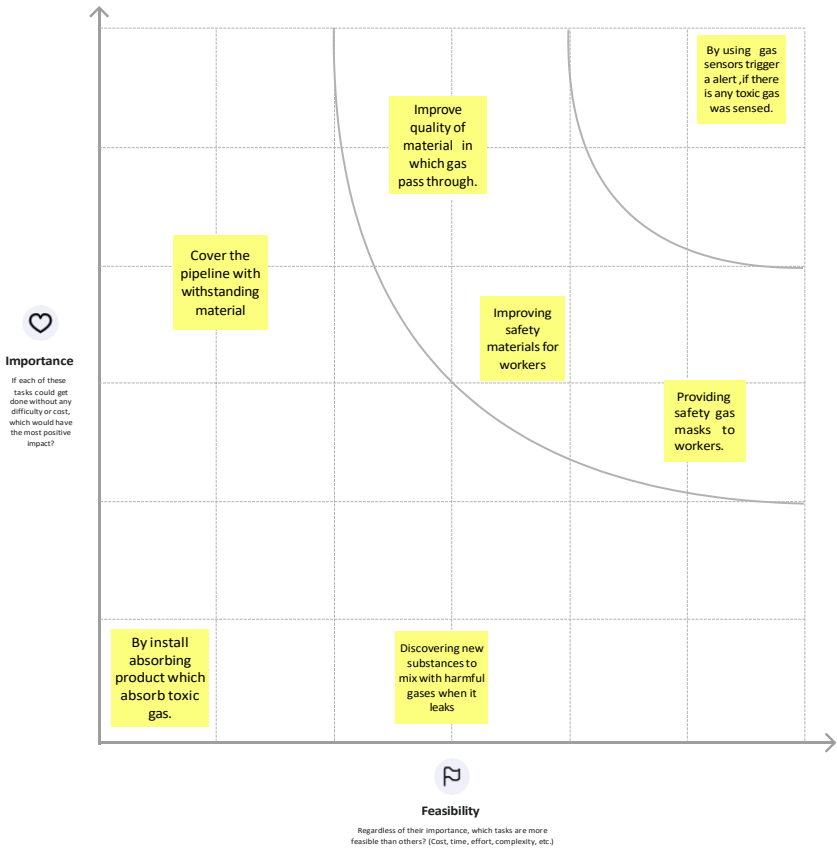 By using gas
sensors trigger
a alert ,if there
is any toxic gas
was sensed.
Improve
quality of
material in
which gas
pass through.
Cover the
pipeline with
withstanding
material
Improving
safety
materials for
workers
Providing
safety gas
masks to
workers.
Importance
If each of these
tasks could get
done without any
difficulty or cost,
which would have
the most positive
impact?
By install
absorbing
product which
absorb toxic
gas.
Discovering new
substances to
mix with harmful
gases when it
leaks
Feasibility
Regardless of their importance, which tasks are more
feasible than others? (Cost, time, effort, complexity, etc.)